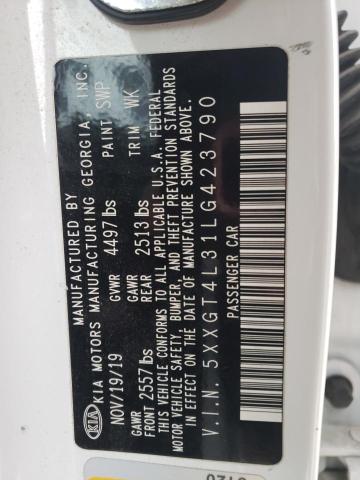 KIA
MANUFACTURED BY
KIA MOTORS MANUFACTURING GEORGIA, INC.
NOV/19/19 GVWR 4497 lbs PAINT SWP
GAWR FRONT 2557 lbs GAWR REAR 2513 lbs TRIM WK
THIS VEHICLE CONFORMS TO ALL APPLICABLE U.S.A. FEDERAL
MOTOR VEHICLE SAFETY, BUMPER, AND THEFT PREVENTION STANDARDS
IN EFFECT ON THE DATE OF MANUFACTURE SHOWN ABOVE.
V.I.N. 5XXGT4L31LG423790
PASSENGER CAR